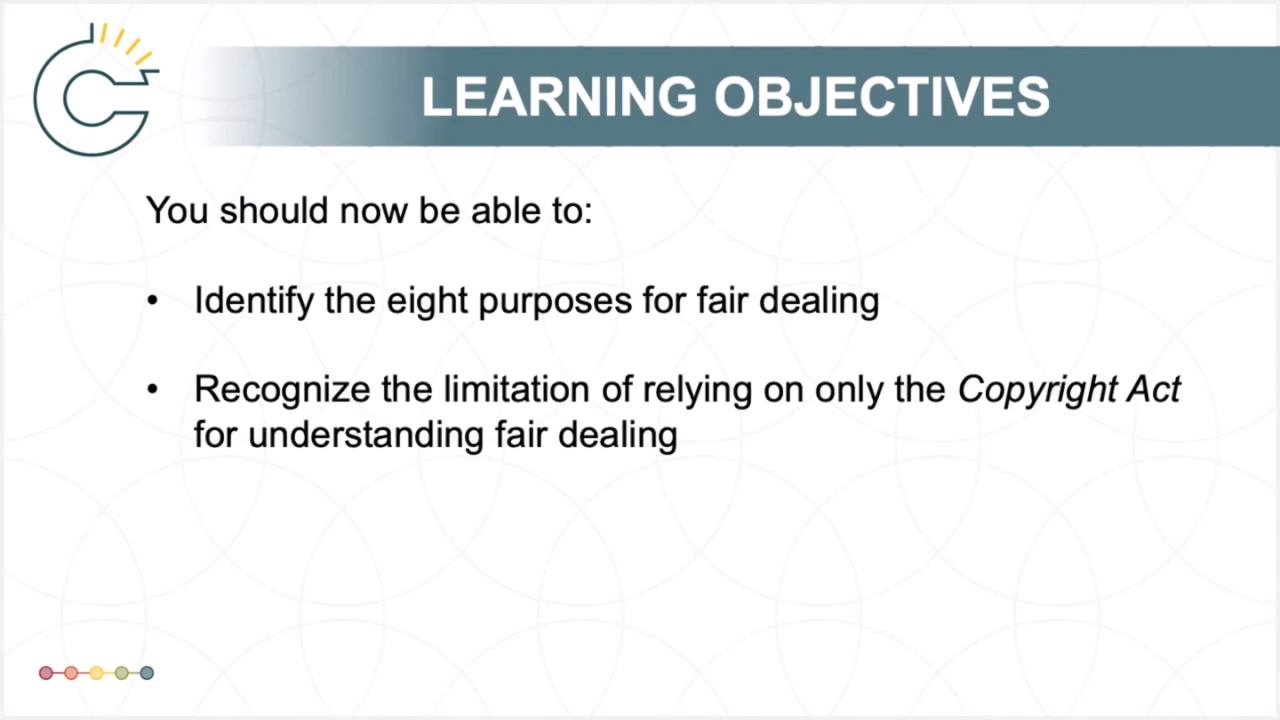 LEARNING OBJECTIVES
You should now be able to:
• Identify the eight purposes for fair dealing
• Recognize the limitation of relying on only the Copyright Act
for understanding fair dealing